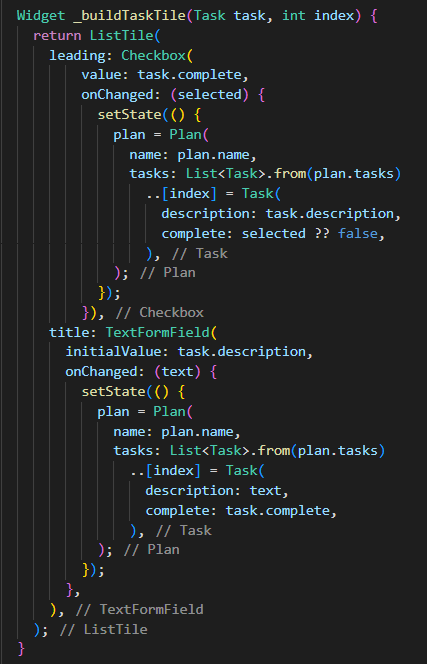 Widget _buildTaskTile(Task task, int index) {
  return ListTile(
    leading: Checkbox(
        value: task.complete,
        onChanged: (selected) {
          setState(() {
            plan = Plan(
              name: plan.name,
              tasks: List<Task>.from(plan.tasks)
                ..[index] = Task(
                  description: task.description,
                  complete: selected ?? false,
                ), // Task
            ); // Plan
          });
        }), // Checkbox
    title: TextFormField(
      initialValue: task.description,
      onChanged: (text) {
        setState(() {
          plan = Plan(
            name: plan.name,
            tasks: List<Task>.from(plan.tasks)
              ..[index] = Task(
                description: text,
                complete: task.complete,
              ), // Task
          ); // Plan
        });
      },
    ), // TextFormField
  ); // ListTile
}